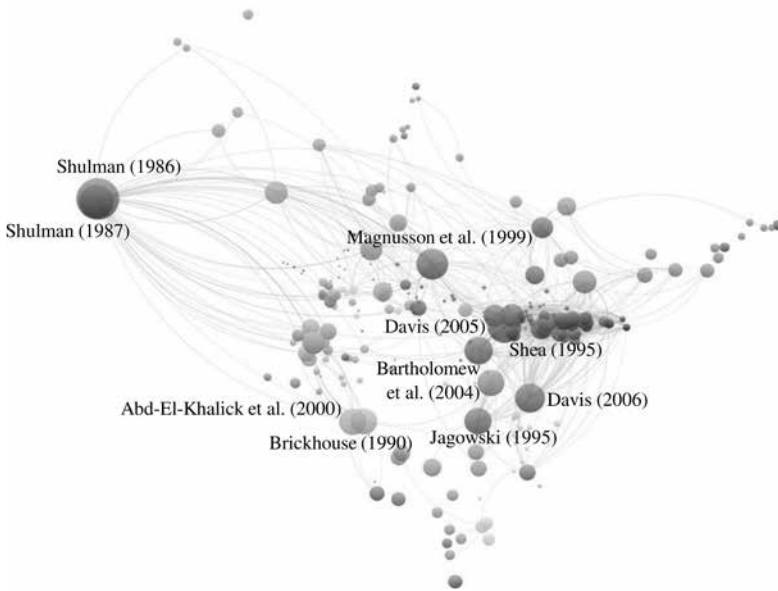 Shulman (1986)
Shulman (1987)
Magnusson et al. (1999)
Davis (2005)
Shea (1995)
Bartholomew
et al. (2004)
Davis (2006)
Abd-El-Khalick et al. (2000)
Brickhouse (1990)
Jagowski (1995)